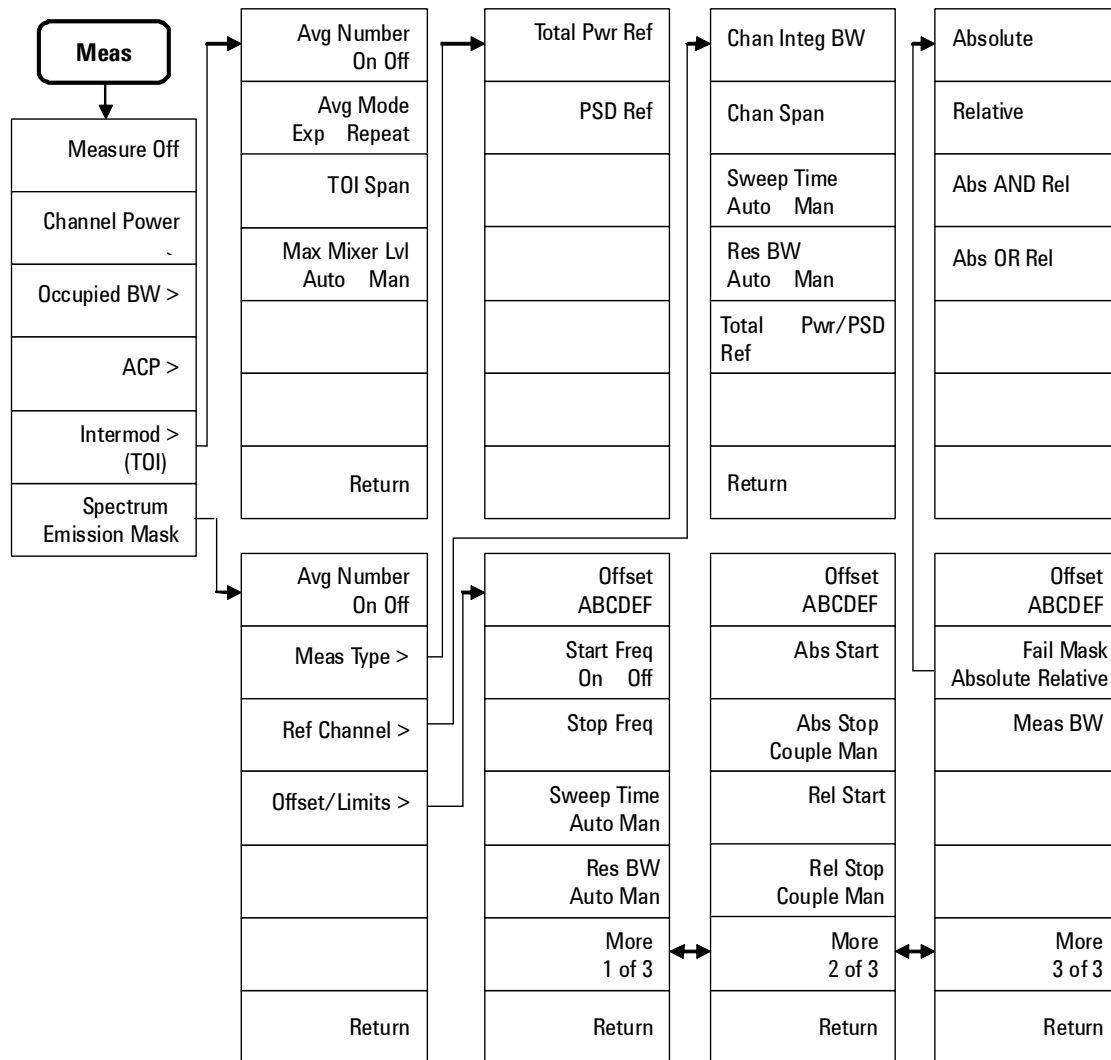 Meas
Measure Off
Channel Power
`
Occupied BW >
ACP >
Intermod >
(TOI)
Spectrum
Emission Mask
Avg Number
On Off
Avg Mode
Exp Repeat
TOI Span
Max Mixer Lvl
Auto Man
Return
Total Pwr Ref
PSD Ref
Chan Integ BW
Chan Span
Sweep Time
Auto Man
Res BW
Auto Man
Total Pwr/PSD
Ref
Return
Absolute
Relative
Abs AND Rel
Abs OR Rel
Avg Number
On Off
Meas Type >
Ref Channel >
Offset/Limits >
Return
Offset
ABCDEF
Start Freq
On Off
Stop Freq
Sweep Time
Auto Man
Res BW
Auto Man
More
1 of 3
Return
Offset
ABCDEF
Abs Start
Abs Stop
Couple Man
Rel Start
Rel Stop
Couple Man
More
2 of 3
Return
Offset
ABCDEF
Fail Mask
Absolute Relative
Meas BW
More
3 of 3
Return